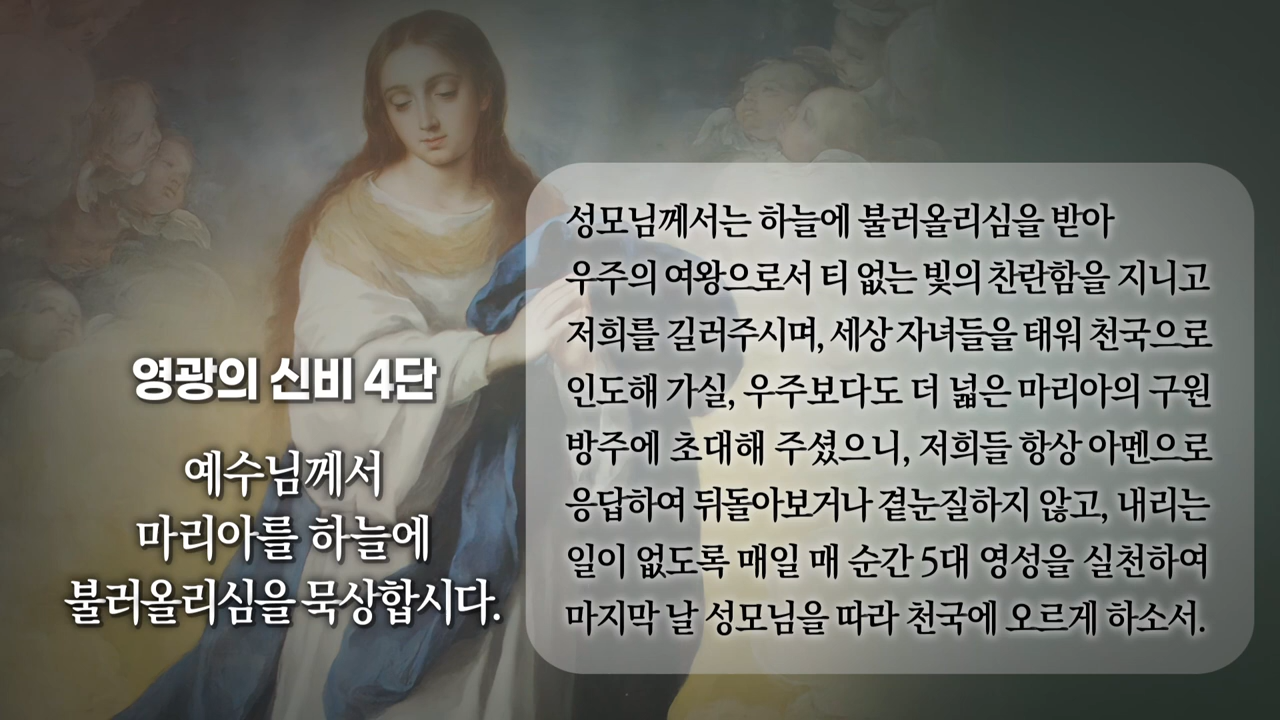 영광의 신비 4단
예수님께서
마리아를 하늘에
불러올리심을 묵상합시다.
성모님께서는 하늘에 불러올리심을 받아
우주의 여왕으로서 티 없는 빛의 찬란함을 지니고
저희를 길러주시며, 세상 자녀들을 태워 천국으로
인도해 가실, 우주보다도 더 넓은 마리아의 구원
방주에 초대해 주셨으니, 저희들 항상 아멘으로
응답하여 뒤돌아보거나 곁눈질하지 않고, 내리는
일이 없도록 매일 매 순간 5대 영성을 실천하여
마지막 날 성모님을 따라 천국에 오르게 하소서.